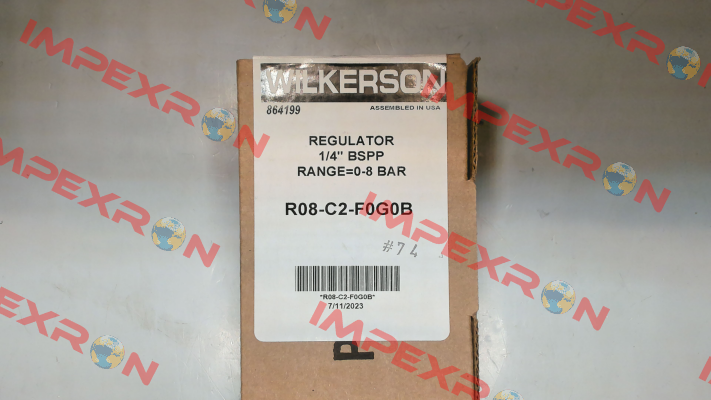 WILKERSON
864199
ASSEMBLED IN USA
REGULATOR
1/4" BSPP
RANGE=0-8 BAR
R08-C2-F0G0B
#74
*R08-C2-F0G0B*
7/11/2023
P
IMPEXRON
IMPEXRON
IMPEXRON
IMPEXRON
IMPEXRON
IMPEXRON
IMPEXRON